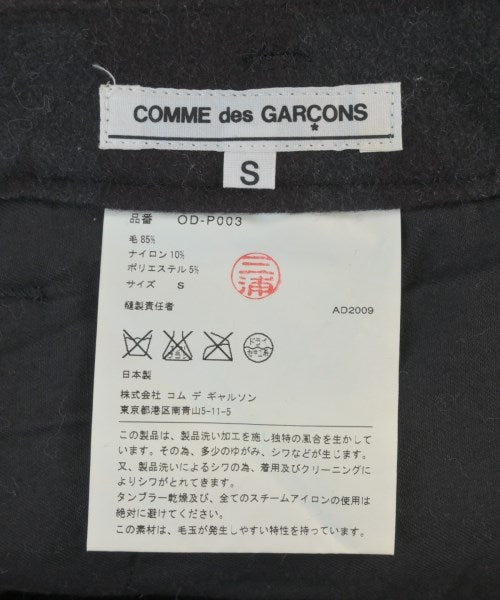 COMME des GARÇONS
S
品番 OD-P003
毛 85%
ナイロン 10%
ポリエステル 5%
サイズ S
三浦
縫製責任者
AD2009
ドライ
日本製
株式会社 コム デ ギャルソン
東京都港区南青山5-11-5
この製品は、製品洗い加工を施し独特の風合を生かし
ています。その為、多少のゆがみ、シワなどが生じます。
又、製品洗いによるシワの為、着用及びクリーニングに
よりシワがとれてきます。
タンブラー乾燥及び、全てのスチームアイロンの使用は
絶対に避けてください。
この素材は、毛玉が発生しやすい特性を持っています。